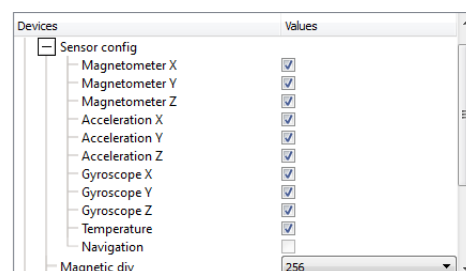 Devices Values
Sensor config
Magnetometer X
Magnetometer Y
Magnetometer Z
Acceleration X
Acceleration Y
Acceleration Z
Gyroscope X
Gyroscope Y
Gyroscope Z
Temperature
Navigation
Magnetic div 256